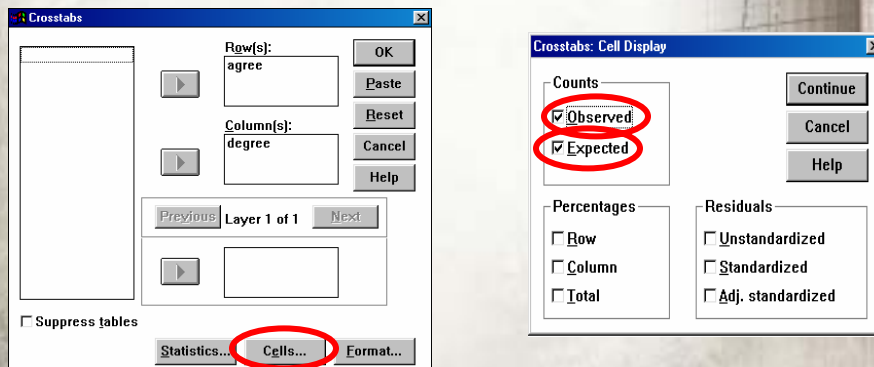 Crosstabs
Row(s):
agree
OK
Paste
Reset
Column(s):
degree
Cancel
Help
Previous Layer 1 of 1 Next
Suppress tables
Statistics... Cells... Format...
Crosstabs: Cell Display
Counts
Observed
Expected
Continue
Cancel
Help
Percentages
Row
Column
Total
Residuals
Unstandardized
Standardized
Adj. standardized